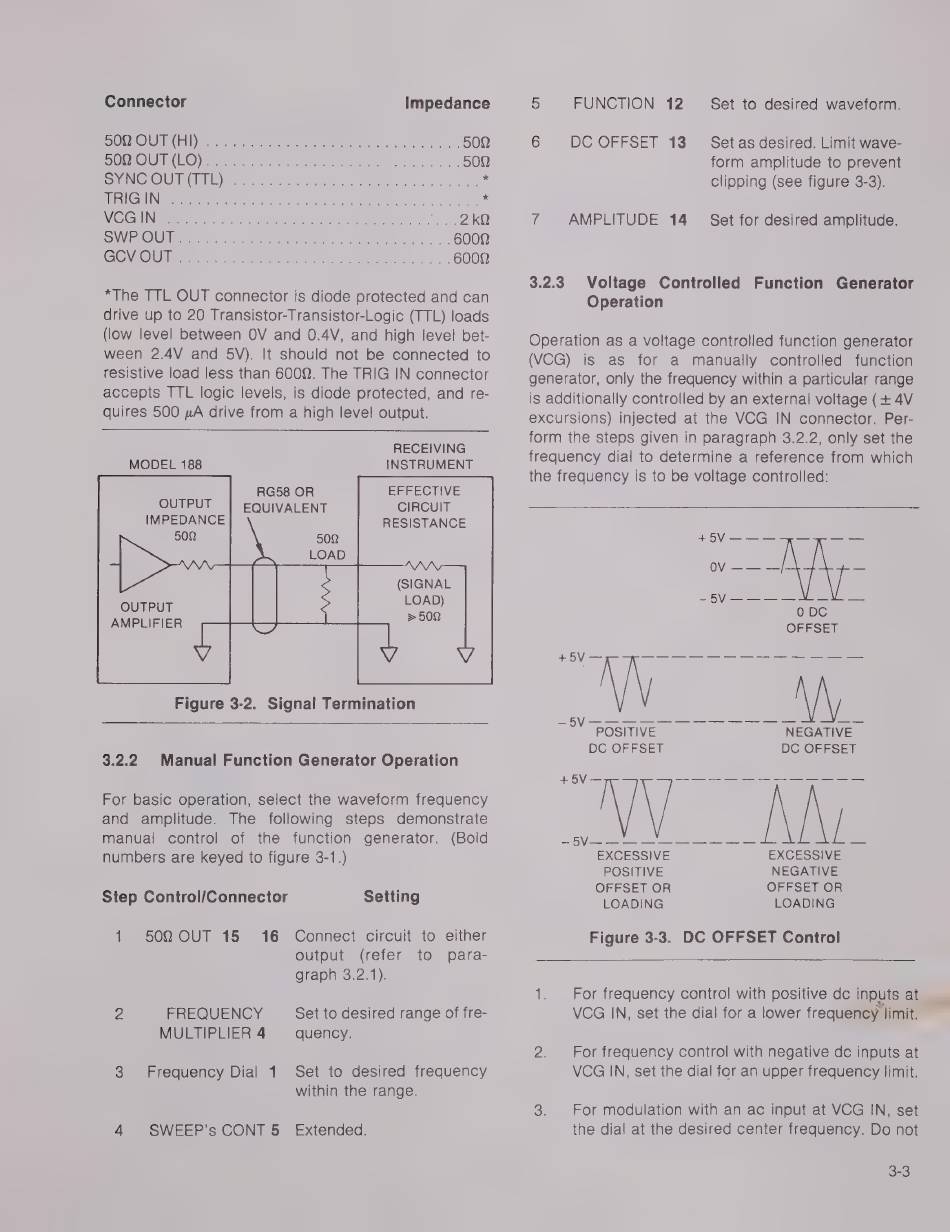 Connector Impedance
50Ω OUT (HI) . . . . . . . . . . . . . . . . . . . . . . . . . . . . 50Ω
50Ω OUT (LO) . . . . . . . . . . . . . . . . . . . . . . . . . . . 50Ω
SYNC OUT (TTL) . . . . . . . . . . . . . . . . . . . . . . . . . . . *
TRIG IN . . . . . . . . . . . . . . . . . . . . . . . . . . . . . . . . . *
VCG IN . . . . . . . . . . . . . . . . . . . . . . . . . . . . . . . 2 kΩ
SWP OUT . . . . . . . . . . . . . . . . . . . . . . . . . . . . . . 600Ω
GCV OUT . . . . . . . . . . . . . . . . . . . . . . . . . . . . . . 600Ω
*The TTL OUT connector is diode protected and can
drive up to 20 Transistor-Transistor-Logic (TTL) loads
(low level between 0V and 0.4V, and high level bet-
ween 2.4V and 5V). It should not be connected to
resistive load less than 600Ω. The TRIG IN connector
accepts TTL logic levels, is diode protected, and re-
quires 500 μA drive from a high level output.
MODEL 188
RECEIVING
INSTRUMENT
OUTPUT
IMPEDANCE
50Ω
RG58 OR
EQUIVALENT
50Ω
LOAD
EFFECTIVE
CIRCUIT
RESISTANCE
(SIGNAL
LOAD)
⩾50Ω
OUTPUT
AMPLIFIER
Figure 3-2. Signal Termination
3.2.2 Manual Function Generator Operation
For basic operation, select the waveform frequency
and amplitude. The following steps demonstrate
manual control of the function generator. (Bold
numbers are keyed to figure 3-1.)
Step Control/Connector Setting
1 50Ω OUT 15 16 Connect circuit to either
output (refer to para-
graph 3.2.1).
2 FREQUENCY Set to desired range of fre-
MULTIPLIER 4 quency.
3 Frequency Dial 1 Set to desired frequency
within the range.
4 SWEEP's CONT 5 Extended.
5 FUNCTION 12 Set to desired waveform.
6 DC OFFSET 13 Set as desired. Limit wave-
form amplitude to prevent
clipping (see figure 3-3).
7 AMPLITUDE 14 Set for desired amplitude.
3.2.3 Voltage Controlled Function Generator
Operation
Operation as a voltage controlled function generator
(VCG) is as for a manually controlled function
generator, only the frequency within a particular range
is additionally controlled by an external voltage (± 4V
excursions) injected at the VCG IN connector. Per-
form the steps given in paragraph 3.2.2, only set the
frequency dial to determine a reference from which
the frequency is to be voltage controlled:
+ 5V
0V
- 5V
0 DC
OFFSET
+ 5V
- 5V
POSITIVE
DC OFFSET
NEGATIVE
DC OFFSET
+ 5V
- 5V
EXCESSIVE
POSITIVE
OFFSET OR
LOADING
EXCESSIVE
NEGATIVE
OFFSET OR
LOADING
Figure 3-3. DC OFFSET Control
1. For frequency control with positive dc inputs at
VCG IN, set the dial for a lower frequency limit.
2. For frequency control with negative dc inputs at
VCG IN, set the dial for an upper frequency limit.
3. For modulation with an ac input at VCG IN, set
the dial at the desired center frequency. Do not
3-3